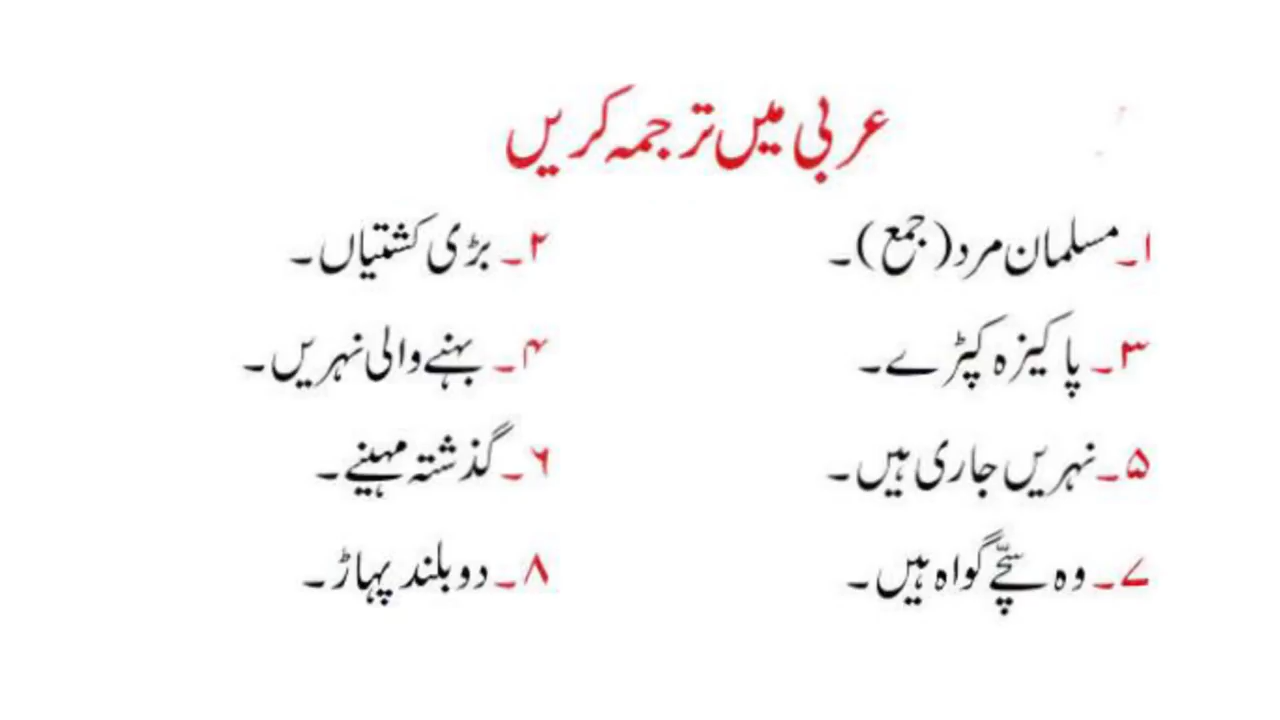 عربی میں ترجمہ کریں
۱۔ مسلمان مرد (جمع)۔ ۲۔ بڑی کشتیاں۔
۳۔ پاکیزہ کپڑے۔ ۴۔ بہنے والی نہریں۔
۵۔ نہریں جاری ہیں۔ ۶۔ گذشتہ مہینے۔
۷۔ وہ سچّے گواہ ہیں۔ ۸۔ دو بلند پہاڑ۔